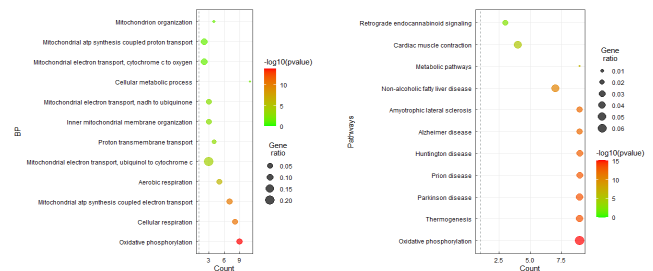 BP
Mitochondrion organization
Mitochondrial atp synthesis coupled proton transport
Mitochondrial electron transport, cytochrome c to oxygen
Cellular metabolic process
Mitochondrial electron transport, nadh to ubiquinone
Inner mitochondrial membrane organization
Proton transmembrane transport
Mitochondrial electron transport, ubiquinol to cytochrome c
Aerobic respiration
Mitochondrial atp synthesis coupled electron transport
Cellular respiration
Oxidative phosphorylation
3 6 9
Count
-log10(pvalue)
10
5
0
Gene
ratio
0.05
0.10
0.15
0.20
Pathways
Retrograde endocannabinoid signaling
Cardiac muscle contraction
Metabolic pathways
Non-alcoholic fatty liver disease
Amyotrophic lateral sclerosis
Alzheimer disease
Huntington disease
Prion disease
Parkinson disease
Thermogenesis
Oxidative phosphorylation
2.5 5.0 7.5
Count
Gene
ratio
0.01
0.02
0.03
0.04
0.05
0.06
-log10(pvalue)
15
10
5
0